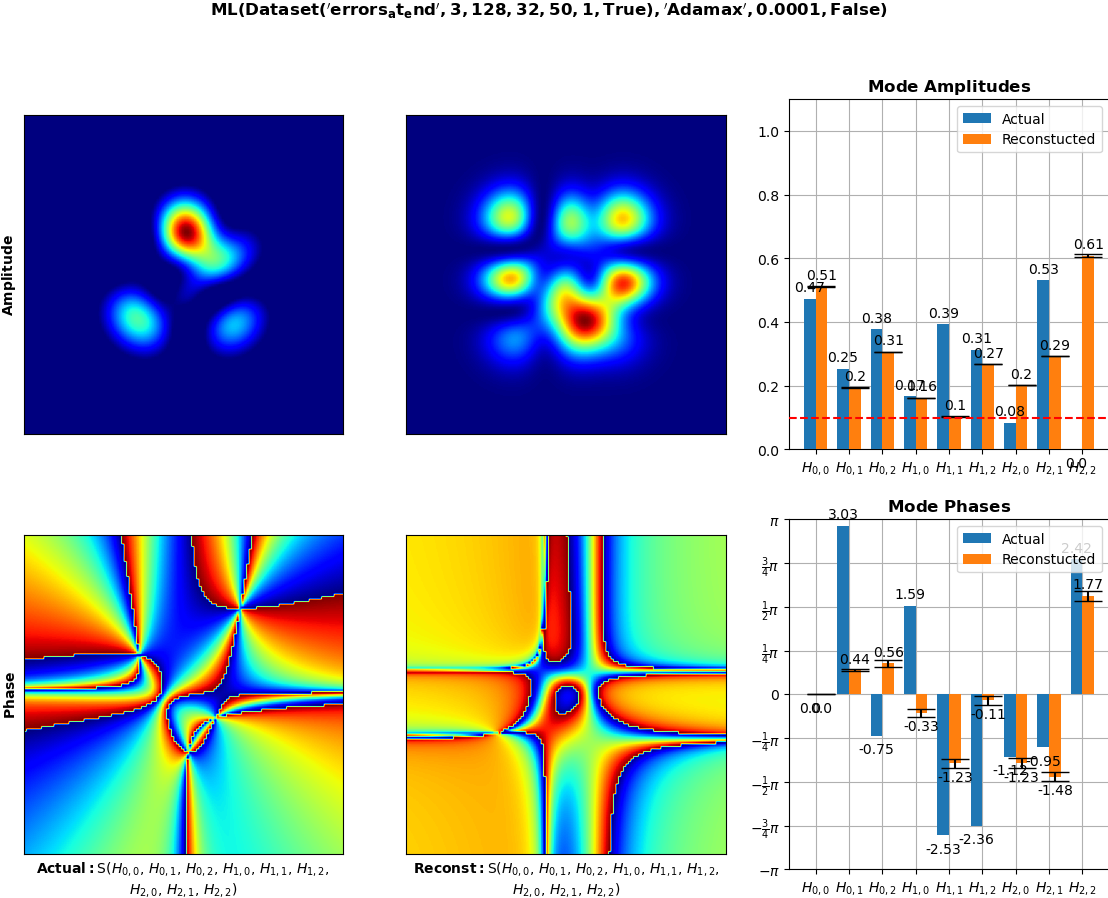 ML(Dataset('errors_at_end', 3, 128, 32, 50, 1, True), 'Adamax', 0.0001, False)
Amplitude
Mode Amplitudes
Actual
Reconstucted
1.0
0.8
0.6
0.4
0.2
0.0
0.47 0.51 0.25 0.2 0.38 0.31 0.17 0.16 0.39 0.1 0.31 0.27 0.08 0.2 0.53 0.29 0.0 0.61
H0,0 H0,1 H0,2 H1,0 H1,1 H1,2 H2,0 H2,1 H2,2
Phase
Mode Phases
Actual
Reconstucted
π
3/4π
1/2π
1/4π
0
−1/4π
−1/2π
−3/4π
−π
0.0 0.0 3.03 0.44 -0.75 0.56 1.59 -0.33 -2.53 -1.23 -2.36 -0.11 -1.12 -1.23 -0.95 -1.48 2.42 1.77
H0,0 H0,1 H0,2 H1,0 H1,1 H1,2 H2,0 H2,1 H2,2
Actual: S(H0,0, H0,1, H0,2, H1,0, H1,1, H1,2,
H2,0, H2,1, H2,2)
Reconst: S(H0,0, H0,1, H0,2, H1,0, H1,1, H1,2,
H2,0, H2,1, H2,2)